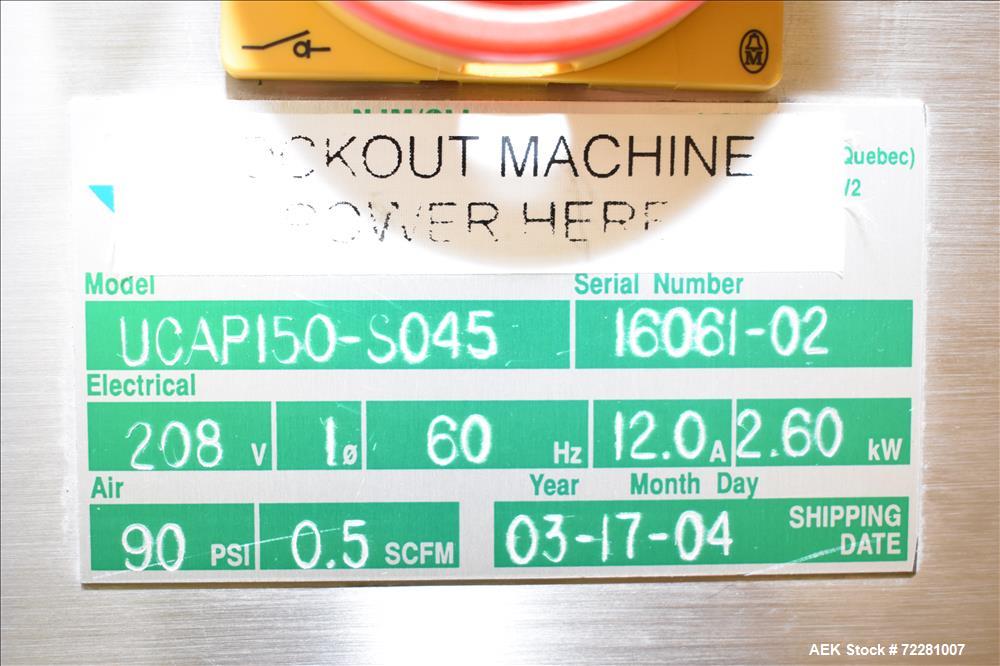 LOCKOUT MACHINE
POWER HERE
Quebec)
/2
Model Serial Number
UCAP150-S045 16061-02
Electrical
208 V 1ø 60 Hz 12.0 A 2.60 kW
Air Year Month Day
90 PSI 0.5 SCFM 03-17-04 SHIPPING DATE
AEK Stock # 72281007